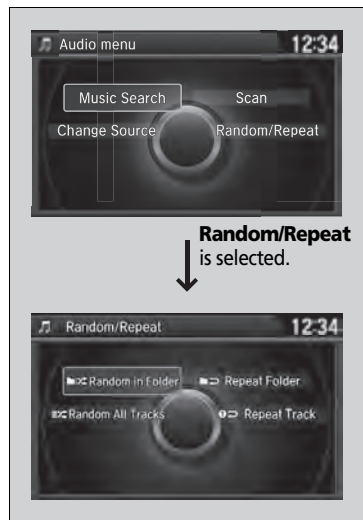 Audio menu 12:34
Music Search Scan
Change Source Random/Repeat
Random/Repeat
is selected.
Random/Repeat 12:34
Random in Folder Repeat Folder
Random All Tracks Repeat Track